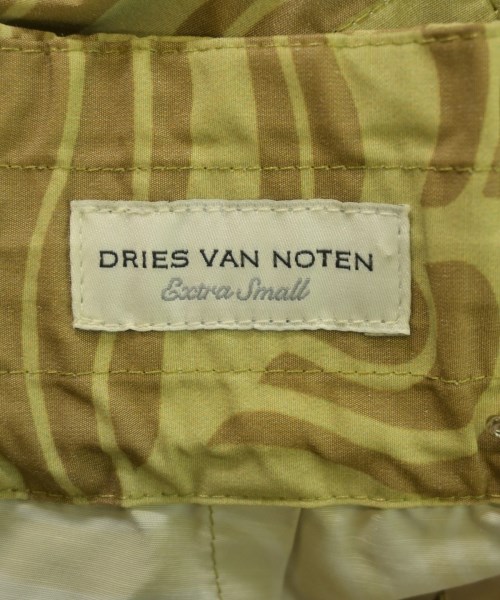 DRIES VAN NOTEN
Extra Small